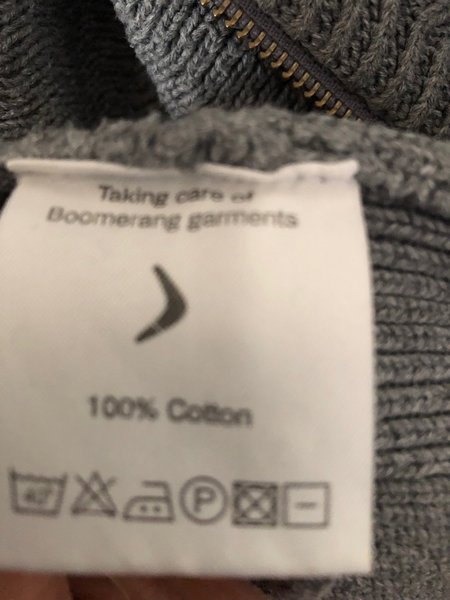 Taking care of
Boomerang garments
100% Cotton
40°
P